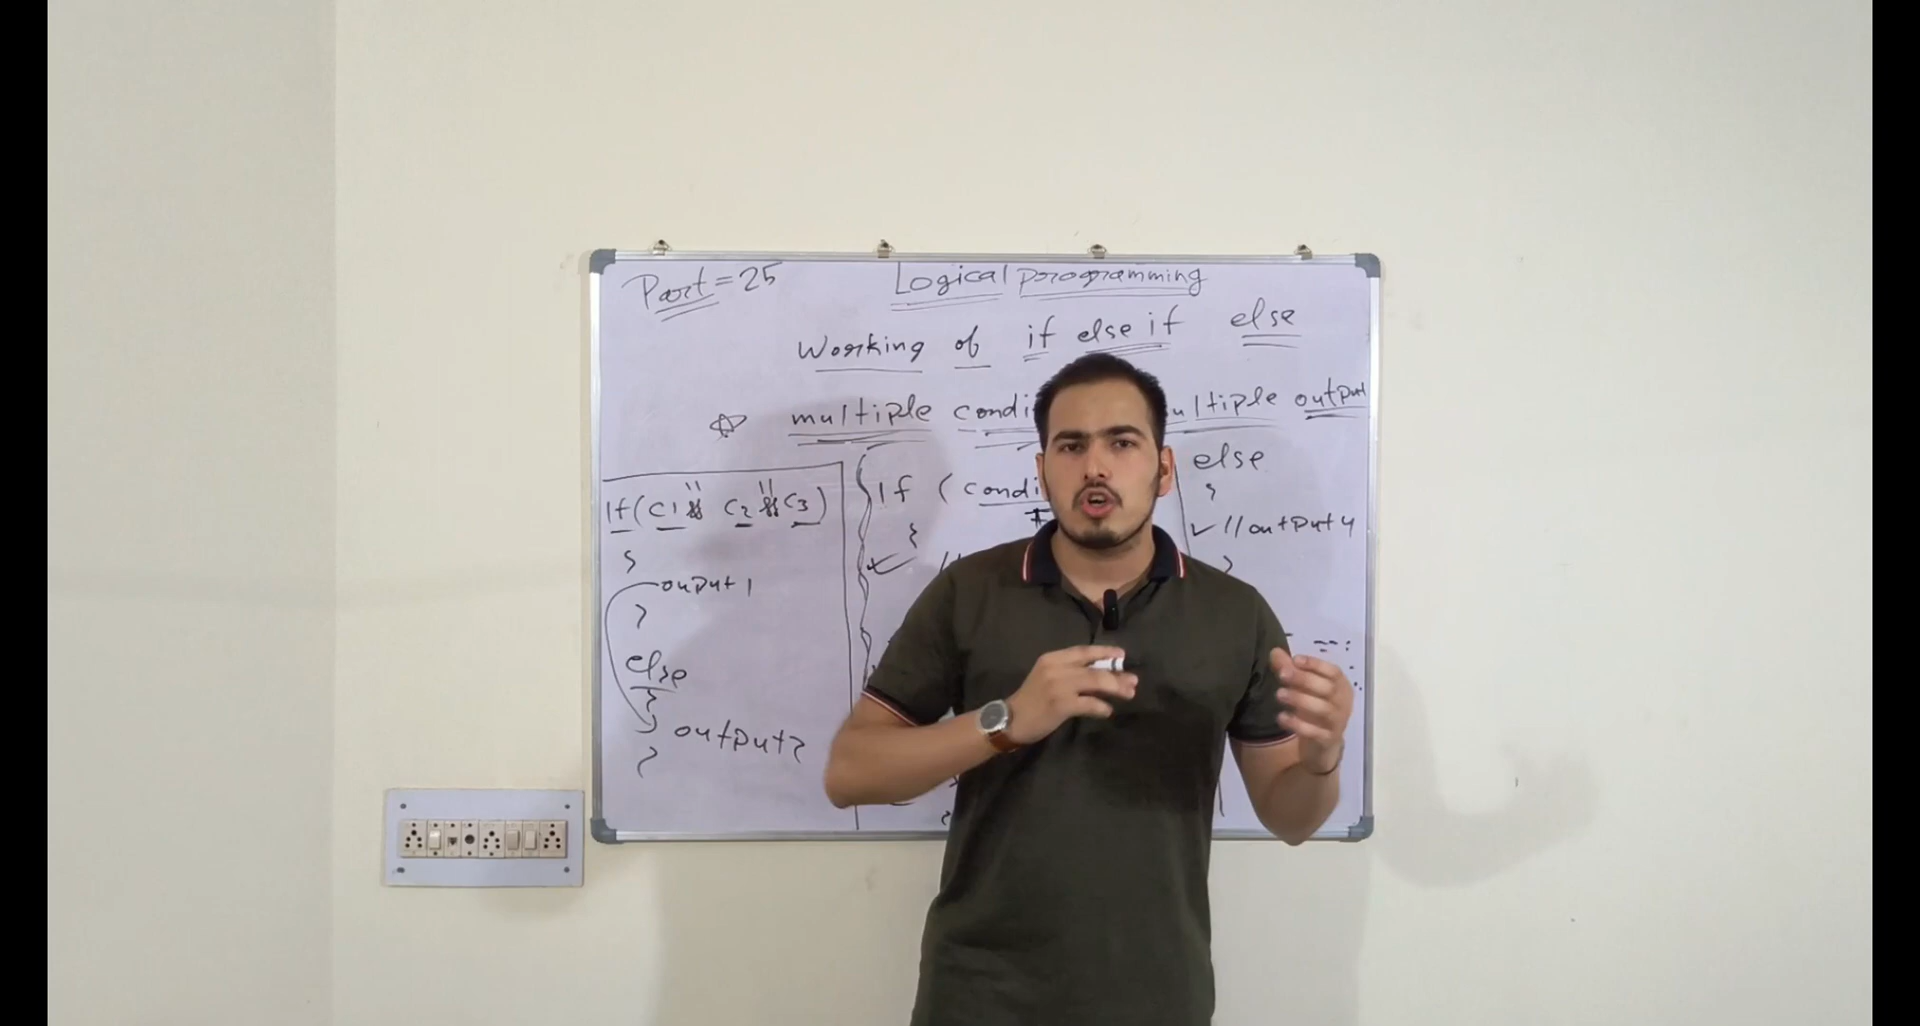 Part = 25
Logical programming
Working of if else if else
multiple condi ultiple output
If ( C1 && C2 && C3 )
{
output 1
}
else
{
output 2
}
If ( condi
{
else
{
✓ // output 4
}